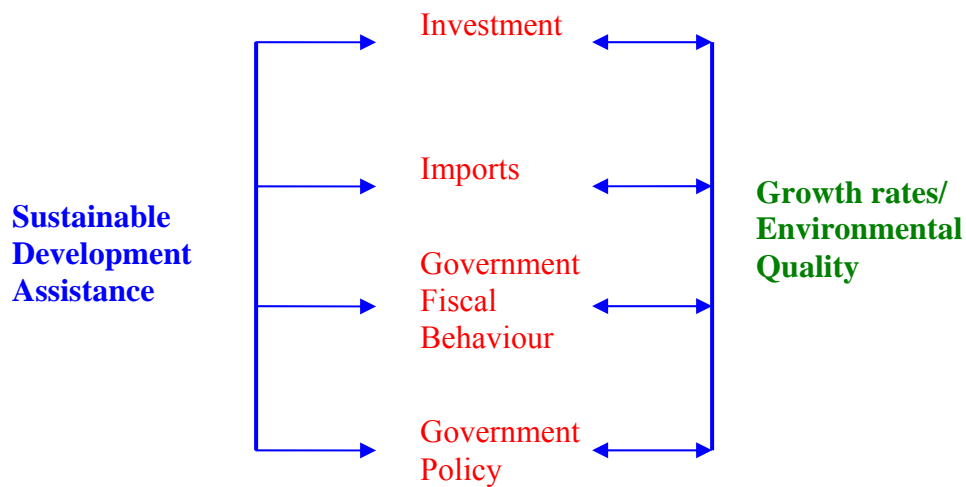 Sustainable
Development
Assistance
Investment
Imports
Government
Fiscal
Behaviour
Government
Policy
Growth rates/
Environmental
Quality